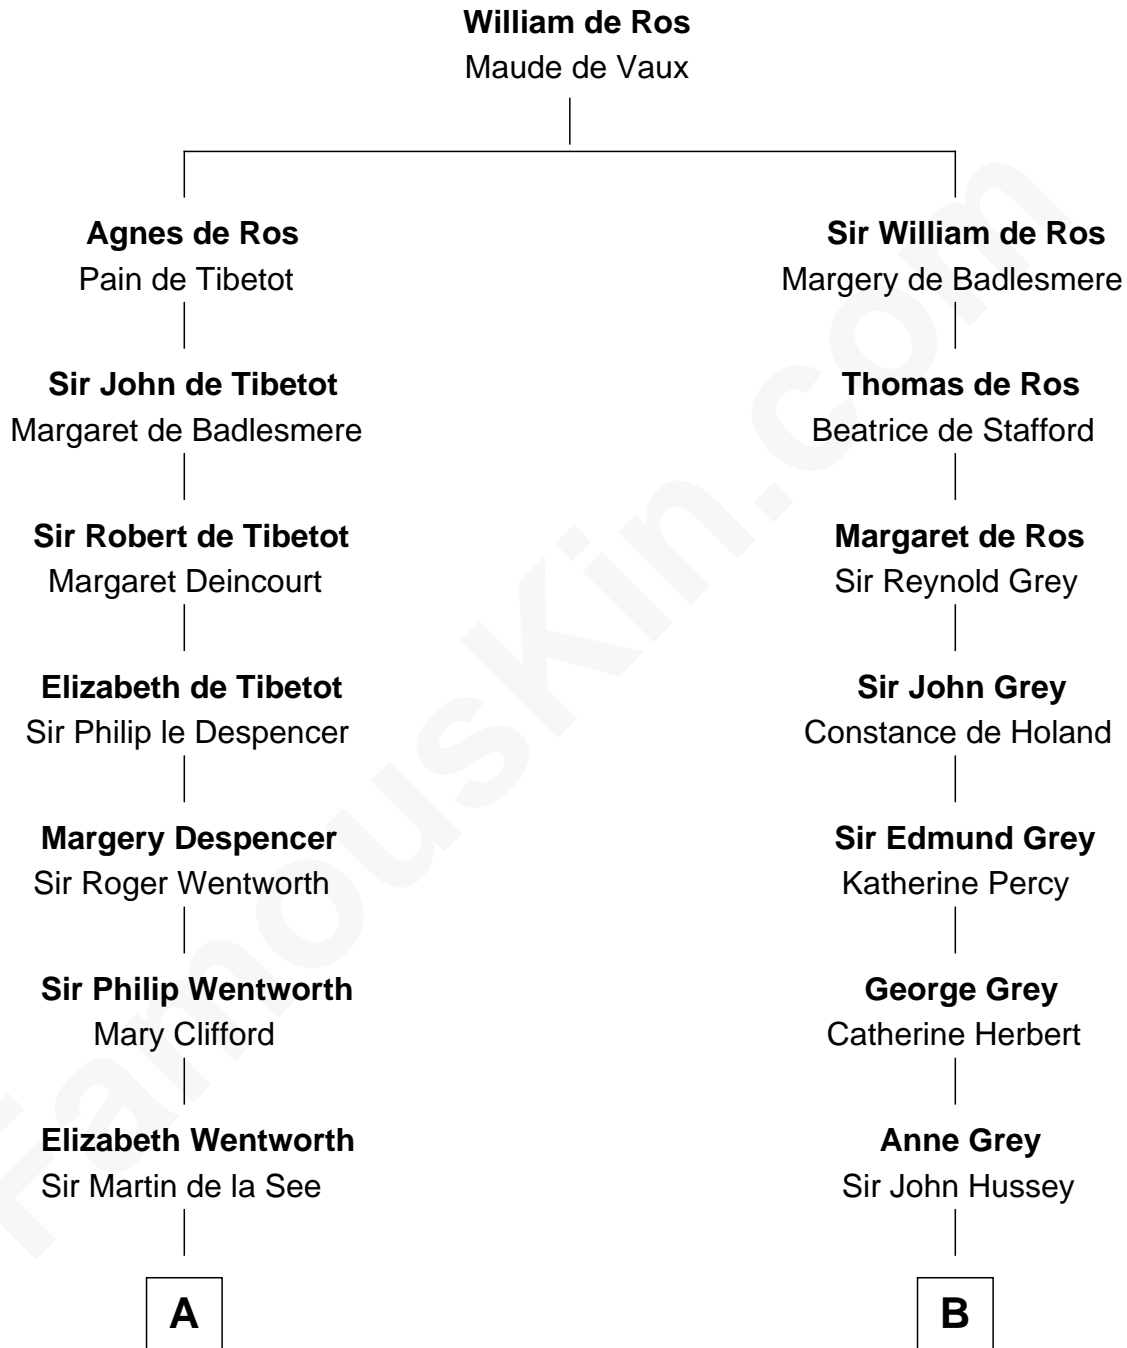 William de Ros
Maude de Vaux
Agnes de Ros
Pain de Tibetot
Sir William de Ros
Margery de Badlesmere
Sir John de Tibetot
Margaret de Badlesmere
Thomas de Ros
Beatrice de Stafford
Sir Robert de Tibetot
Margaret Deincourt
Margaret de Ros
Sir Reynold Grey
Elizabeth de Tibetot
Sir Philip le Despencer
Sir John Grey
Constance de Holand
Margery Despencer
Sir Roger Wentworth
Sir Edmund Grey
Katherine Percy
Sir Philip Wentworth
Mary Clifford
George Grey
Catherine Herbert
Elizabeth Wentworth
Sir Martin de la See
Anne Grey
Sir John Hussey
A
B
FamousKin.com